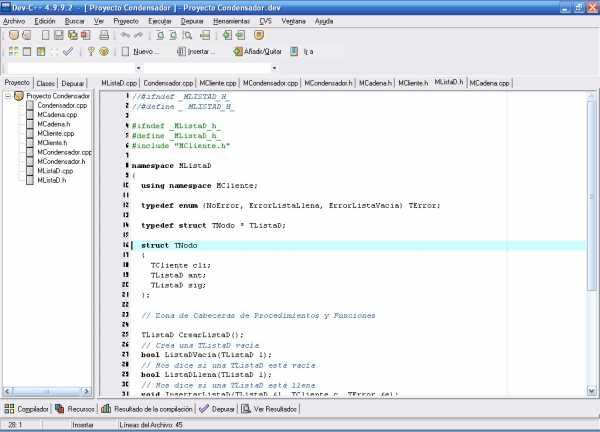 Dev-C++ 4.9.9.2 - [ Proyecto Condensador ] - Proyecto Condensador.dev
Archivo Edición Buscar Ver Proyecto Ejecutar Depurar Herramientas CVS Ventana Ayuda
Nuevo ... Insertar ... Añadir/Quitar Ir a
Proyecto Clases Depurar
MListaD.cpp Condensador.cpp MCliente.cpp MCondensador.cpp MCondensador.h MCadena.h MCliente.h MListaD.h MCadena.cpp
Proyecto Condensador
Condensador.cpp
MCadena.cpp
MCadena.h
MCliente.cpp
MCliente.h
MCondensador.cpp
MCondensador.h
MListaD.cpp
MListaD.h
1 //#ifndef _MLISTAD_H_
2 //#define _MLISTAD_H_
3
4 #ifndef _MListaD_h_
5 #define _MListaD_h_
6 #include "MCliente.h"
7
8 namespace MListaD
9 {
10 using namespace MCliente;
11
12 typedef enum {NoError, ErrorListaLlena, ErrorListaVacia} TError;
13
14 typedef struct TNodo * TListaD;
15
16 struct TNodo
17 {
18 TCliente cli;
19 TListaD ant;
20 TListaD sig;
21 };
22
23 // Zona de Cabeceras de Procedimientos y Funciones
24
25 TListaD CrearListaD();
26 // Crea una TListaD vacia
27 bool ListaDVacia(TListaD l);
28 // Nos dice si una TListaD está vacia
29 bool ListaDLlena(TListaD l);
30 // Nos dice si una TListaD está llena
31 void InsertarListaD(TListaD &l, TCliente c, TError &e);
Compilador Recursos Resultado de la compilación Depurar Ver Resultados
28: 1 Insertar Líneas del Archivo: 45